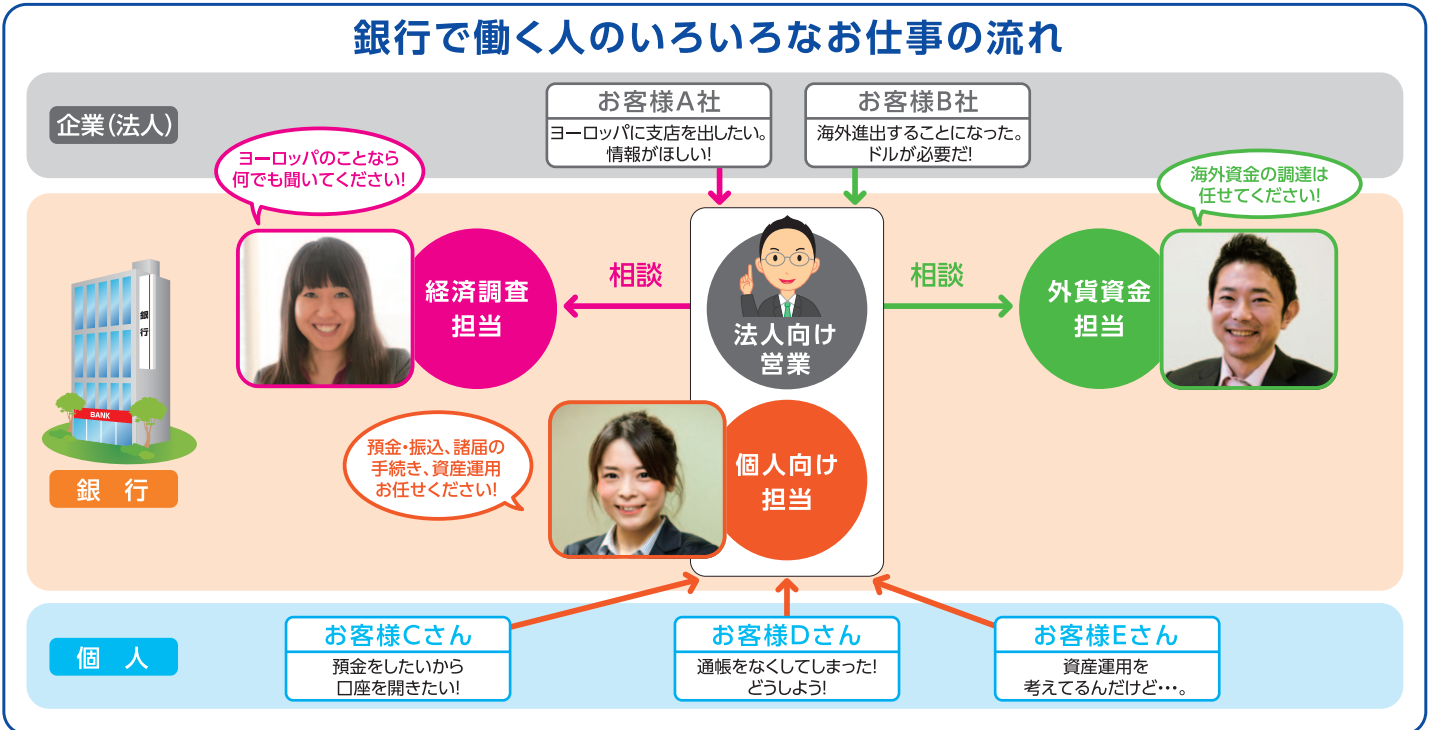 銀行で働く人のいろいろなお仕事の流れ
企業(法人)
お客様A社
ヨーロッパに支店を出したい。
情報がほしい!
お客様B社
海外進出することになった。
ドルが必要だ!
ヨーロッパのことなら
何でも聞いてください!
海外資金の調達は
任せてください!
経済調査
担当
相談
法人向け
営業
相談
外貨資金
担当
銀行
BANK
銀 行
預金・振込、諸届の
手続き、資産運用
お任せください!
個人向け
担当
個 人
お客様Cさん
預金をしたいから
口座を開きたい!
お客様Dさん
通帳をなくしてしまった!
どうしよう!
お客様Eさん
資産運用を
考えてるんだけど・・・。